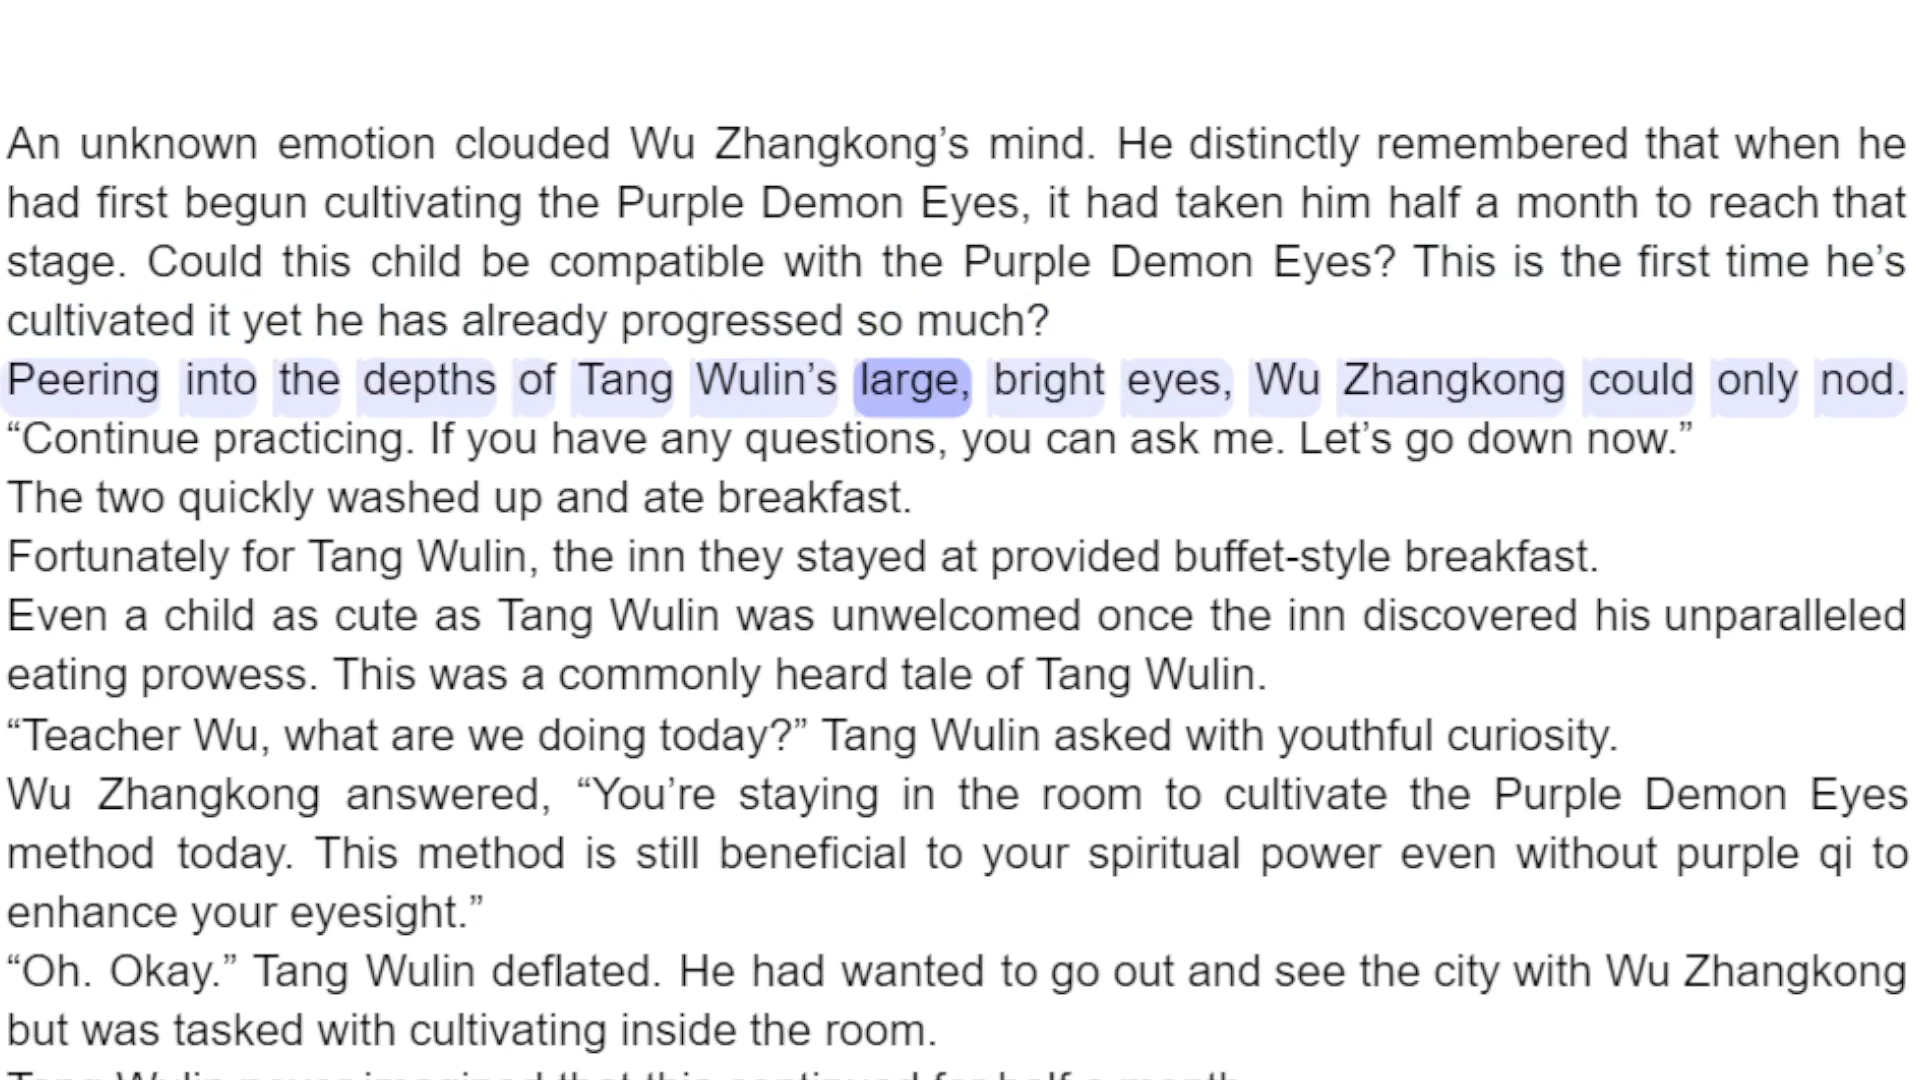 An unknown emotion clouded Wu Zhangkong’s mind. He distinctly remembered that when he
had first begun cultivating the Purple Demon Eyes, it had taken him half a month to reach that
stage. Could this child be compatible with the Purple Demon Eyes? This is the first time he’s
cultivated it yet he has already progressed so much?
Peering into the depths of Tang Wulin’s large, bright eyes, Wu Zhangkong could only nod.
“Continue practicing. If you have any questions, you can ask me. Let’s go down now.”
The two quickly washed up and ate breakfast.
Fortunately for Tang Wulin, the inn they stayed at provided buffet-style breakfast.
Even a child as cute as Tang Wulin was unwelcomed once the inn discovered his unparalleled
eating prowess. This was a commonly heard tale of Tang Wulin.
“Teacher Wu, what are we doing today?” Tang Wulin asked with youthful curiosity.
Wu Zhangkong answered, “You’re staying in the room to cultivate the Purple Demon Eyes
method today. This method is still beneficial to your spiritual power even without purple qi to
enhance your eyesight.”
“Oh. Okay.” Tang Wulin deflated. He had wanted to go out and see the city with Wu Zhangkong
but was tasked with cultivating inside the room.
Tang Wulin never imagined that this continued for half a month.